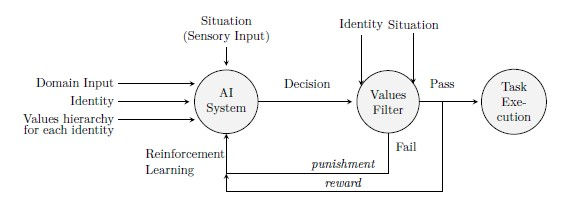 Situation
(Sensory Input)
Identity Situation
Domain Input
Identity
Values hierarchy
for each identity
AI
System
Decision
Values
Filter
Pass
Task
Exe-
cution
Fail
Reinforcement
Learning
punishment
reward